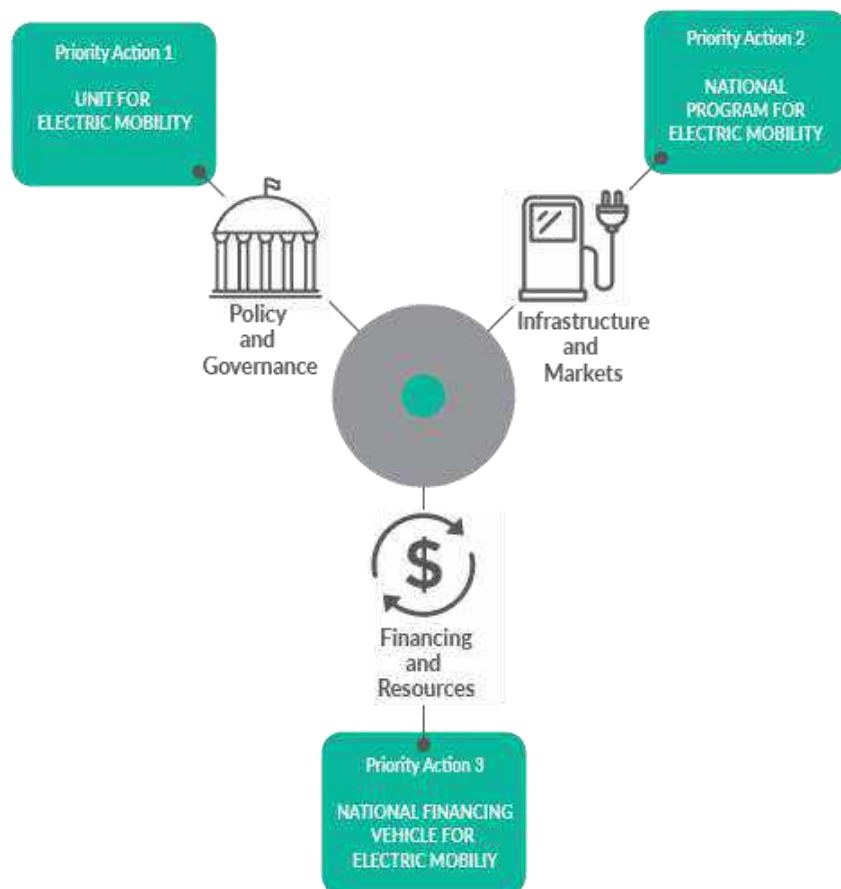 Priority Action 1
UNIT FOR
ELECTRIC MOBILITY
Priority Action 2
NATIONAL
PROGRAM FOR
ELECTRIC MOBILITY
Policy
and
Governance
Infrastructure
and
Markets
$
Financing
and
Resources
Priority Action 3
NATIONAL FINANCING
VEHICLE FOR
ELECTRIC MOBILIY